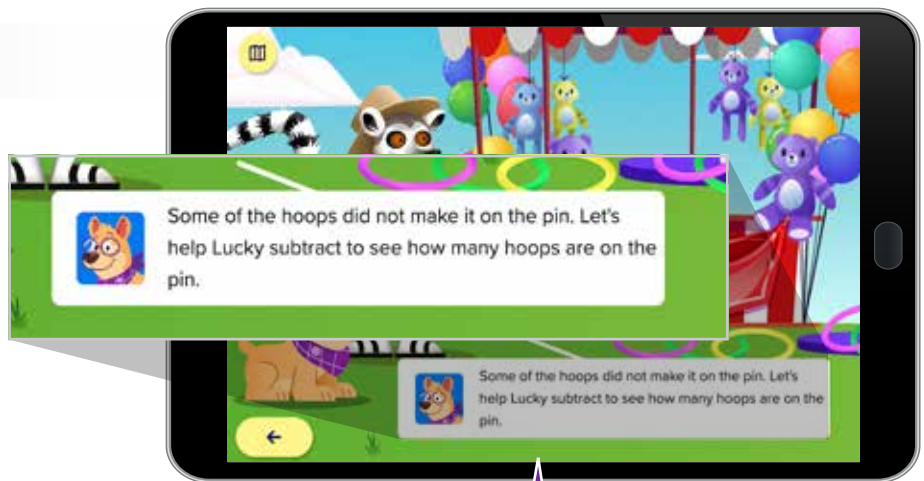 Some of the hoops did not make it on the pin. Let's
help Lucky subtract to see how many hoops are on the
pin.
Some of the hoops did not make it on the pin. Let's
help Lucky subtract to see how many hoops are on the
pin.